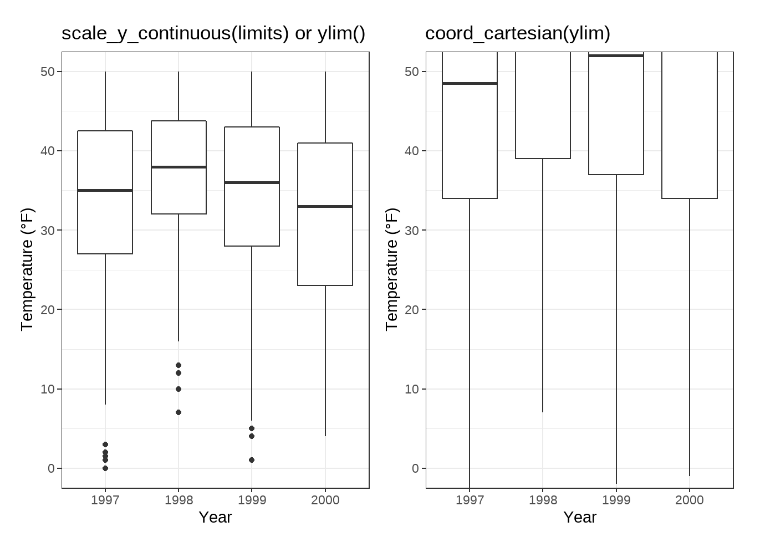 scale_y_continuous(limits) or ylim()
Temperature (°F)
50
40
30
20
10
0
1997 1998 1999 2000
Year
coord_cartesian(ylim)
Temperature (°F)
50
40
30
20
10
0
1997 1998 1999 2000
Year